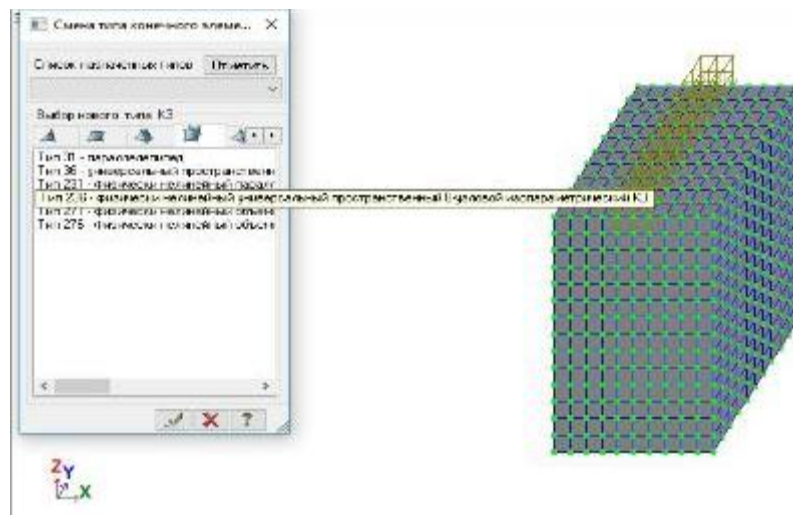 Смена типа конечного элеме...
Список назначенных типов
Отметить
Выбор нового типа КЭ
Тип 31 - параллелепипед
Тип 36 - универсальный пространственн
Тип 231 - физически нелинейный паралл
Тип 236 - физически нелинейный универсальный пространственный 8-узловой изопараметрический КЭ
Тип 271 - физически нелинейный объемн
Тип 276 - физически нелинейный объемн
?
Z
Y
X